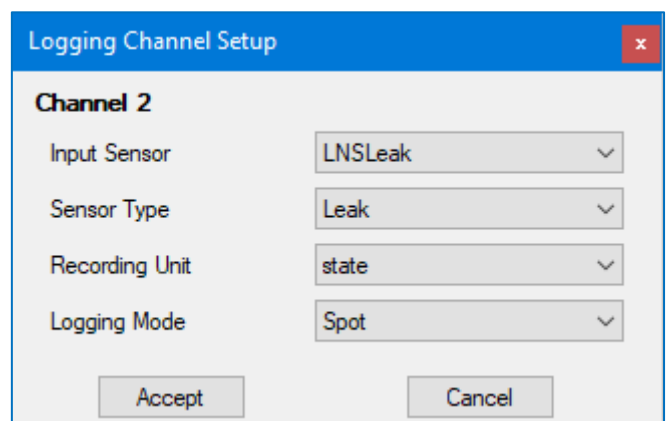 Logging Channel Setup x
Channel 2
Input Sensor LNSLeak
Sensor Type Leak
Recording Unit state
Logging Mode Spot
Accept Cancel